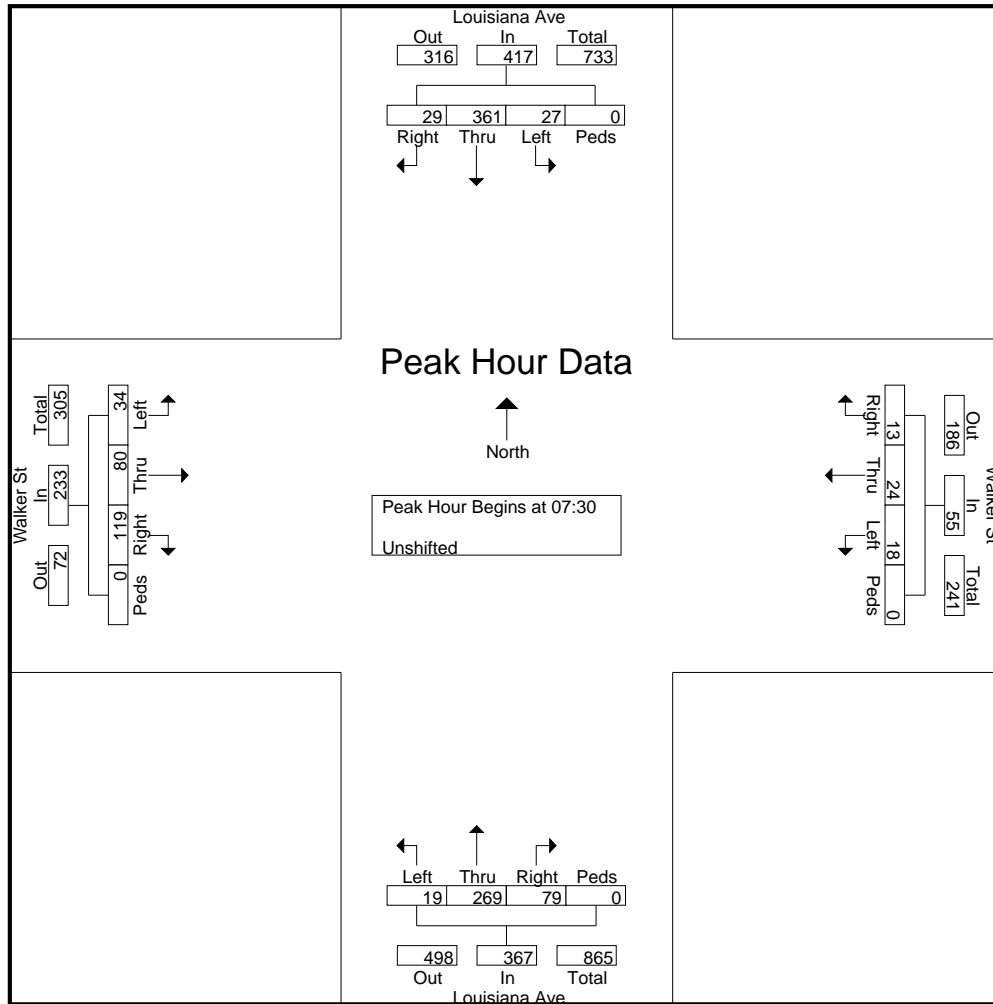 Louisiana Ave
Out In Total
316 417 733
29 361 27 0
Right Thru Left Peds
Peak Hour Data
North
Peak Hour Begins at 07:30
Unshifted
Walker St
Total In Out
305 233 72
34 80 119 0
Left Thru Right Peds
Right Thru Left Peds
13 24 18 0
186 55 241
Out In Total
Walker St
Left Thru Right Peds
19 269 79 0
498 367 865
Out In Total
Louisiana Ave